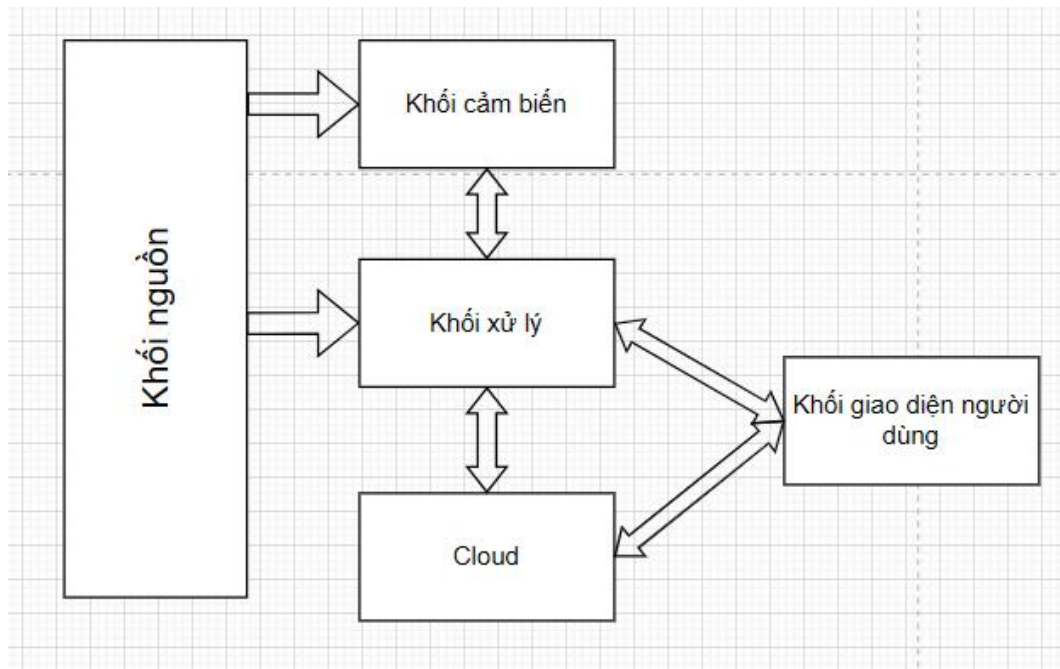 Khối nguồn
Khối cảm biến
Khối xử lý
Khối giao diện người
dùng
Cloud